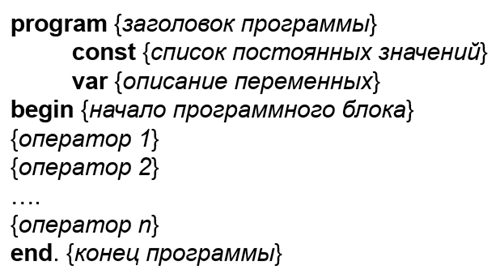 program {заголовок программы}
const {список постоянных значений}
var {описание переменных}
begin {начало программного блока}
{оператор 1}
{оператор 2}
….
{оператор n}
end. {конец программы}